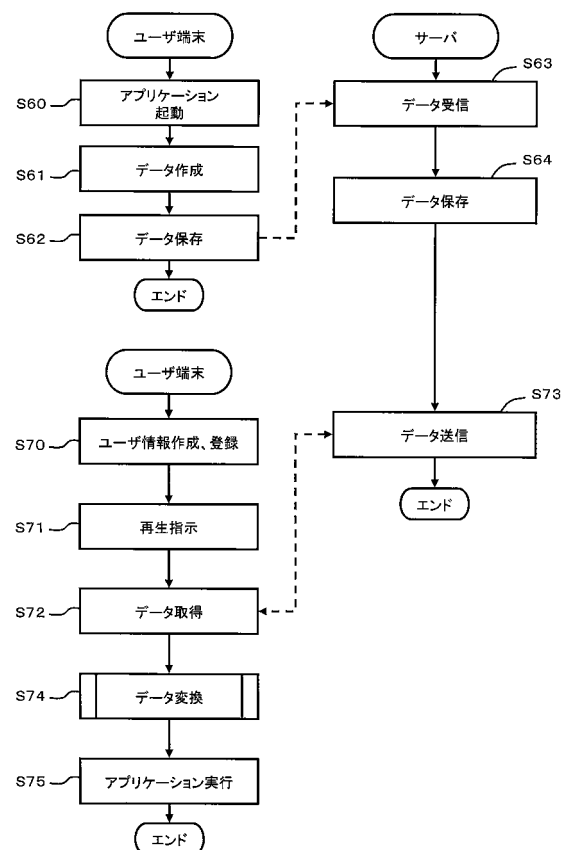 ユーザ端末
S60
アプリケーション
起動
S61
データ作成
S62
データ保存
エンド
サーバ
S63
データ受信
S64
データ保存
S73
データ送信
エンド
ユーザ端末
S70
ユーザ情報作成、登録
S71
再生指示
S72
データ取得
S74
データ変換
S75
アプリケーション実行
エンド